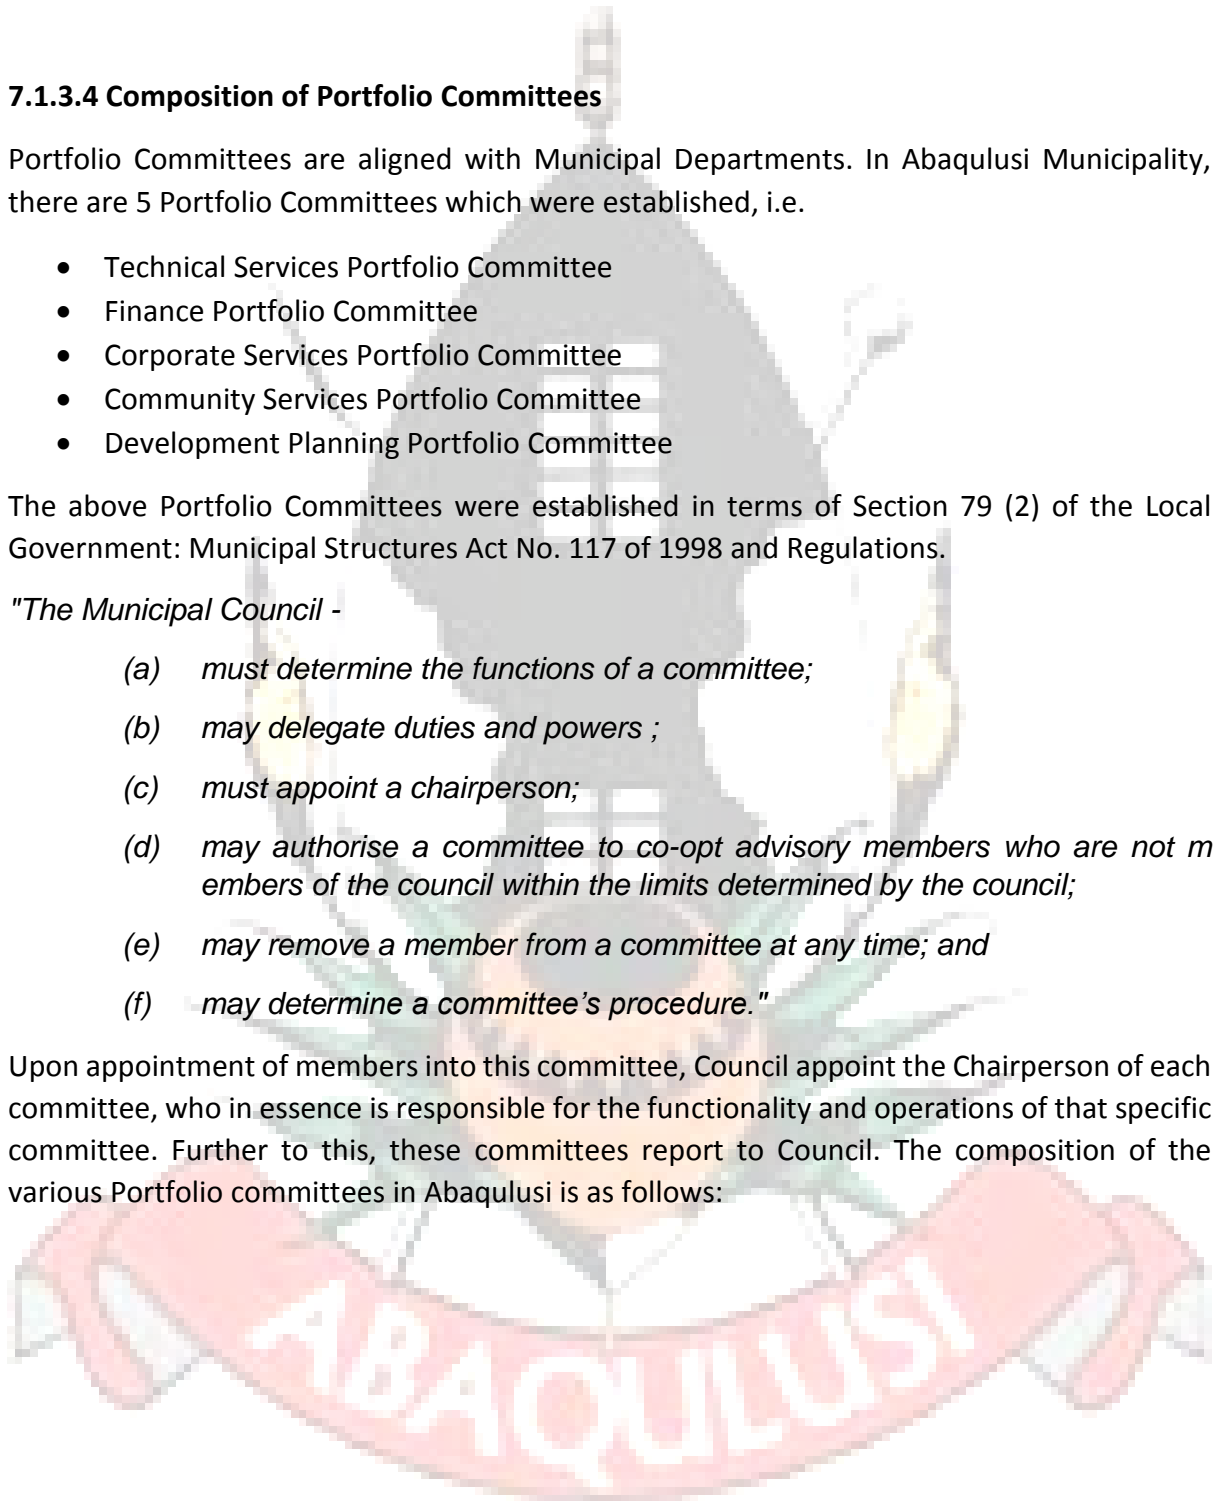 7.1.3.4 Composition of Portfolio Committees
Portfolio Committees are aligned with Municipal Departments. In Abaqulusi Municipality,
there are 5 Portfolio Committees which were established, i.e.
• Technical Services Portfolio Committee
• Finance Portfolio Committee
• Corporate Services Portfolio Committee
• Community Services Portfolio Committee
• Development Planning Portfolio Committee
The above Portfolio Committees were established in terms of Section 79 (2) of the Local
Government: Municipal Structures Act No. 117 of 1998 and Regulations.
"The Municipal Council -
(a) must determine the functions of a committee;
(b) may delegate duties and powers ;
(c) must appoint a chairperson;
(d) may authorise a committee to co-opt advisory members who are not m
embers of the council within the limits determined by the council;
(e) may remove a member from a committee at any time; and
(f) may determine a committee’s procedure."
Upon appointment of members into this committee, Council appoint the Chairperson of each
committee, who in essence is responsible for the functionality and operations of that specific
committee. Further to this, these committees report to Council. The composition of the
various Portfolio committees in Abaqulusi is as follows:
ABAQULUSI